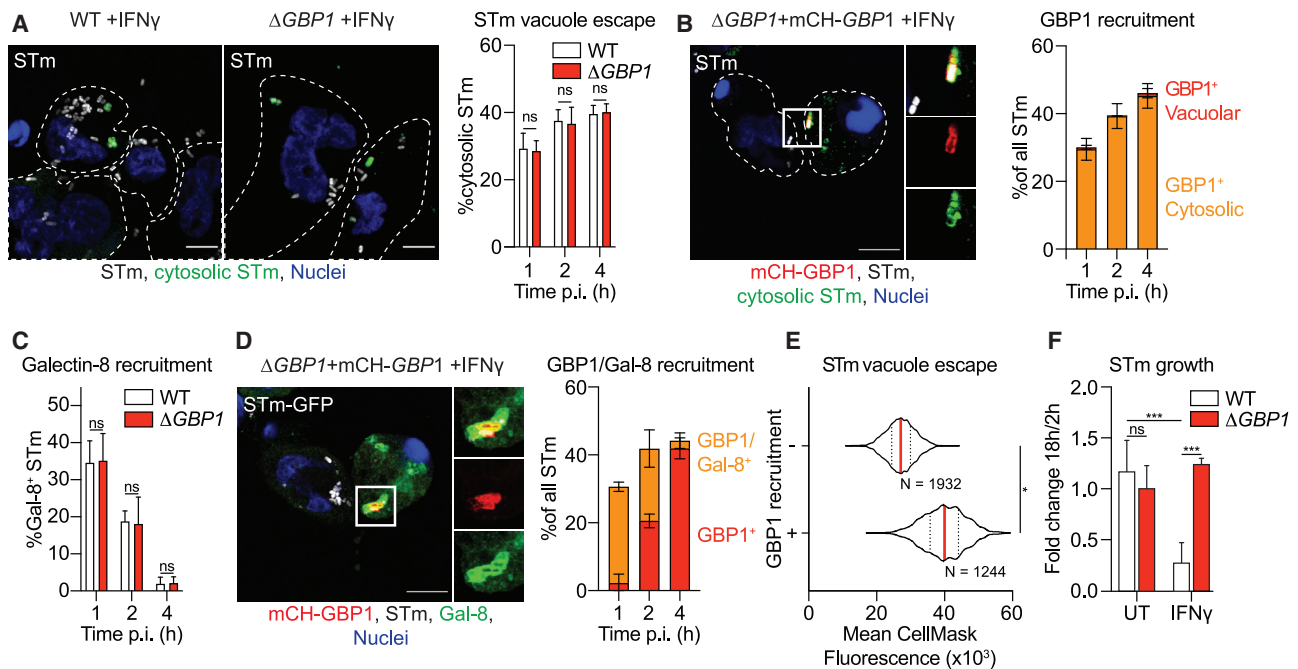 A
WT +IFNγ
ΔGBP1 +IFNγ
STm
STm
STm, cytosolic STm, Nuclei
STm vacuole escape
WT
ΔGBP1
%cytosolic STm
60
40
20
0
ns
ns
ns
1
2
4
Time p.i. (h)
B
ΔGBP1+mCH-GBP1 +IFNγ
STm
mCH-GBP1, STm,
cytosolic STm, Nuclei
GBP1 recruitment
% of all STm
60
40
20
0
GBP1+
Vacuolar
GBP1+
Cytosolic
1
2
4
Time p.i. (h)
C
Galectin-8 recruitment
WT
ΔGBP1
%Gal-8+ STm
50
40
30
20
10
0
ns
ns
ns
1
2
4
Time p.i. (h)
D
ΔGBP1+mCH-GBP1 +IFNγ
STm-GFP
mCH-GBP1, STm, Gal-8,
Nuclei
GBP1/Gal-8 recruitment
% of all STm
60
40
20
0
GBP1/
Gal-8+
GBP1+
1
2
4
Time p.i. (h)
E
STm vacuole escape
GBP1 recruitment
-
N = 1932
+
N = 1244
*
0
20
40
60
Mean CellMask
Fluorescence (x10³)
F
STm growth
WT
ΔGBP1
Fold change 18h/2h
2.0
1.5
1.0
0.5
0.0
***
ns
***
UT
IFNγ